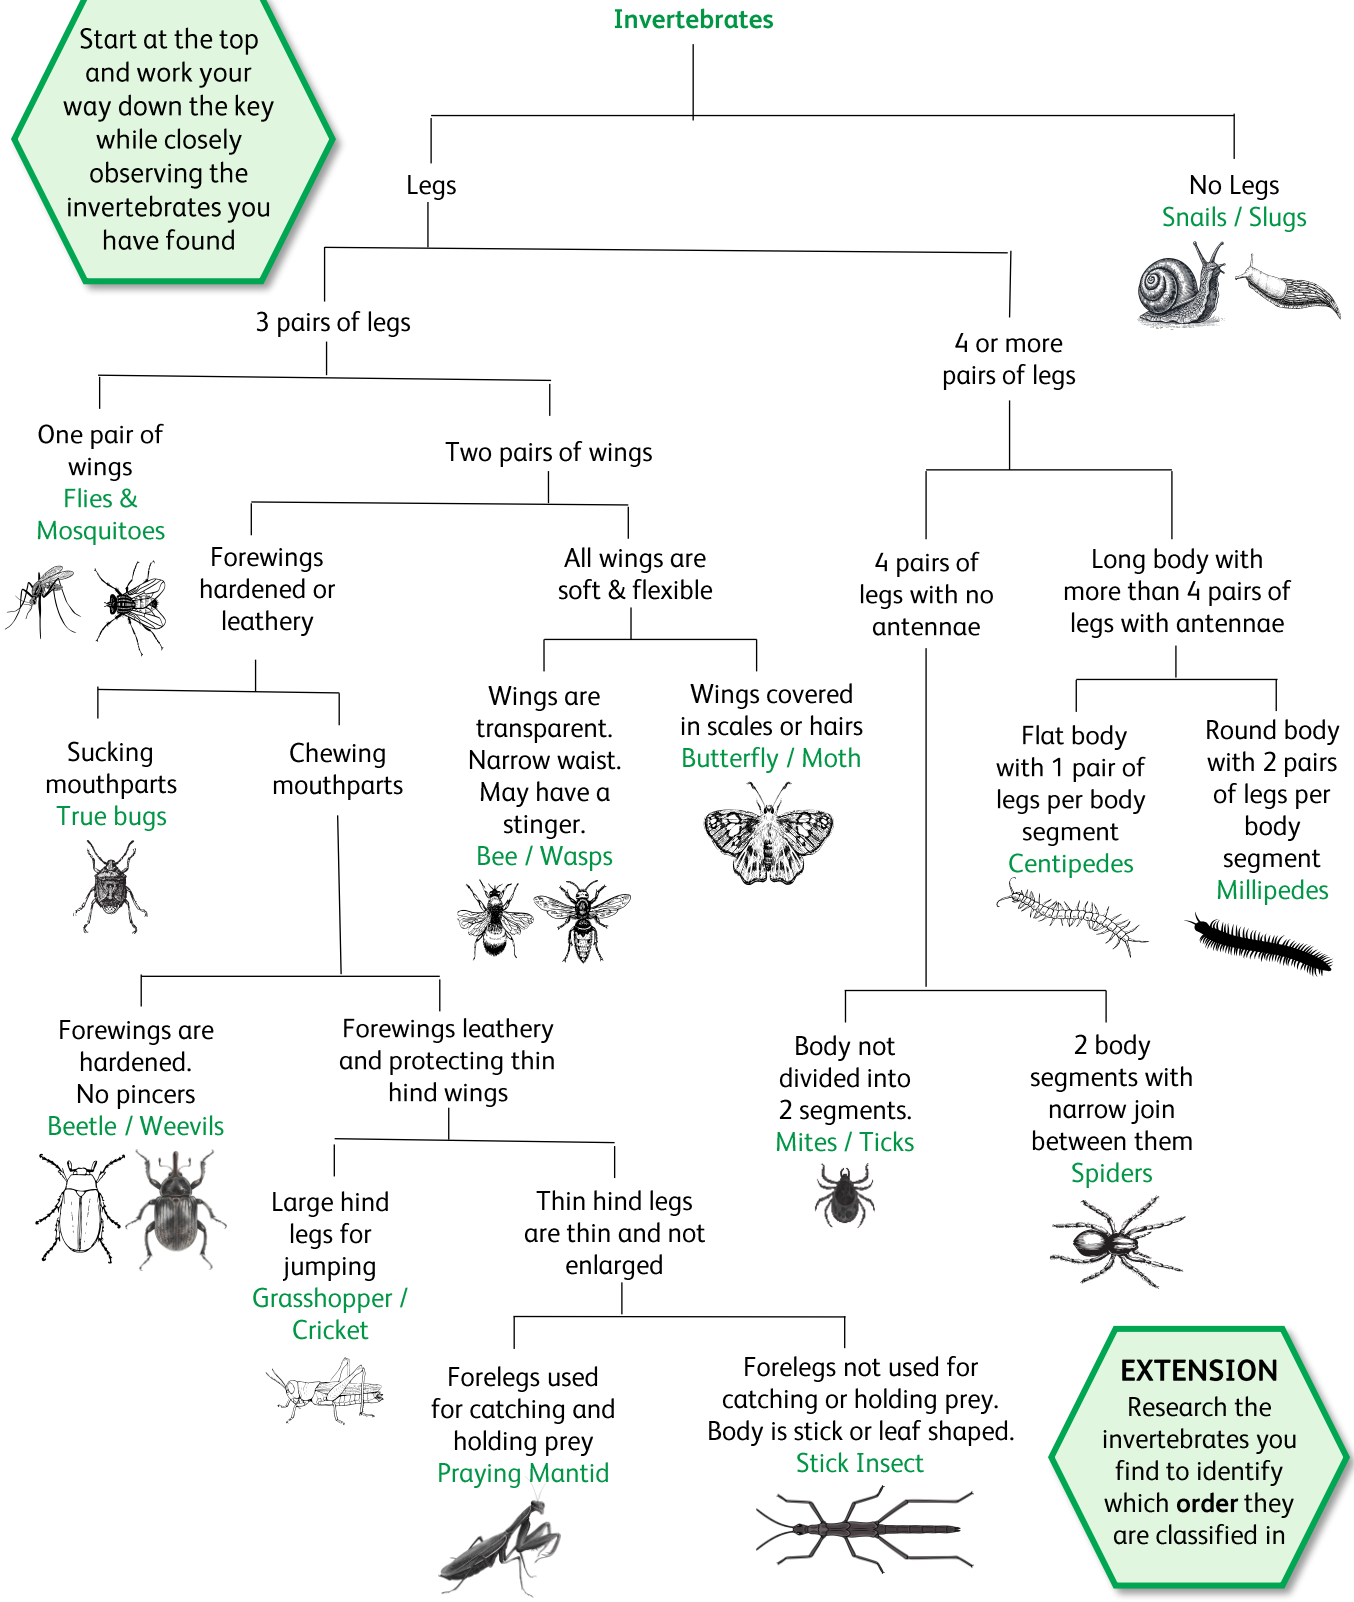 Invertebrates
Start at the top
and work your
way down the key
while closely
observing the
invertebrates you
have found
Legs
No Legs
Snails / Slugs
3 pairs of legs
4 or more
pairs of legs
One pair of
wings
Flies &
Mosquitoes
Two pairs of wings
Forewings
hardened or
leathery
All wings are
soft & flexible
4 pairs of
legs with no
antennae
Long body with
more than 4 pairs of
legs with antennae
Sucking
mouthparts
True bugs
Chewing
mouthparts
Wings are
transparent.
Narrow waist.
May have a
stinger.
Bee / Wasps
Wings covered
in scales or hairs
Butterfly / Moth
Flat body
with 1 pair of
legs per body
segment
Centipedes
Round body
with 2 pairs
of legs per
body
segment
Millipedes
Forewings are
hardened.
No pincers
Beetle / Weevils
Forewings leathery
and protecting thin
hind wings
Body not
divided into
2 segments.
Mites / Ticks
2 body
segments with
narrow join
between them
Spiders
Large hind
legs for
jumping
Grasshopper /
Cricket
Thin hind legs
are thin and not
enlarged
Forelegs used
for catching and
holding prey
Praying Mantid
Forelegs not used for
catching or holding prey.
Body is stick or leaf shaped.
Stick Insect
EXTENSION
Research the
invertebrates you
find to identify
which order they
are classified in